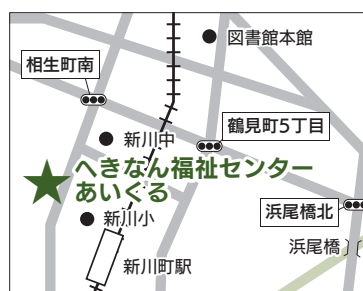 図書館本館
相生町南
鶴見町5丁目
新川中
へきなん福祉センター
あいくる
新川小
浜尾橋北
浜尾橋
新川町駅